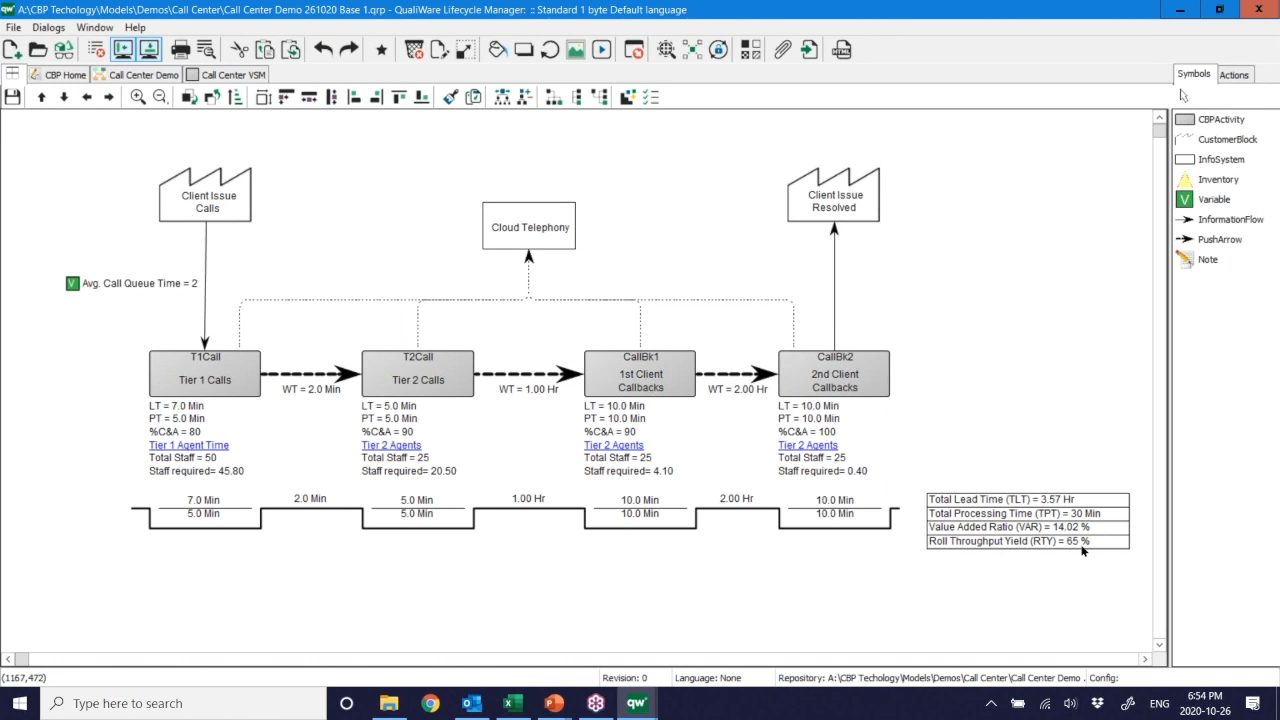 A:\CBP Techology\Models\Demos\Call Center\Call Center Demo 261020 Base 1.qrp - QualiWare Lifecycle Manager: :: Standard 1 byte Default language
File Dialogs Window Help
CBP Home Call Center Demo Call Center VSM
Symbols Actions
CBPActivity
CustomerBlock
InfoSystem
Inventory
V Variable
InformationFlow
PushArrow
Note
Client Issue
Calls
Cloud Telephony
Client Issue
Resolved
V Avg. Call Queue Time = 2
T1Call
Tier 1 Calls
WT = 2.0 Min
T2Call
Tier 2 Calls
WT = 1.00 Hr
CallBk1
1st Client
Callbacks
WT = 2.00 Hr
CallBk2
2nd Client
Callbacks
LT = 7.0 Min
PT = 5.0 Min
%C&A = 80
Tier 1 Agent Time
Total Staff = 50
Staff required= 45.80
LT = 5.0 Min
PT = 5.0 Min
%C&A = 90
Tier 2 Agents
Total Staff = 25
Staff required= 20.50
LT = 10.0 Min
PT = 10.0 Min
%C&A = 90
Tier 2 Agents
Total Staff = 25
Staff required= 4.10
LT = 10.0 Min
PT = 10.0 Min
%C&A = 100
Tier 2 Agents
Total Staff = 25
Staff required= 0.40
7.0 Min 2.0 Min 5.0 Min 1.00 Hr 10.0 Min 2.00 Hr 10.0 Min
5.0 Min 5.0 Min 10.0 Min 10.0 Min
Total Lead Time (TLT) = 3.57 Hr
Total Processing Time (TPT) = 30 Min
Value Added Ratio (VAR) = 14.02 %
Roll Throughput Yield (RTY) = 65 %
(1167,472) Revision: 0 Language: None Repository: A:\CBP Techology\Models\Demos\Call Center\Call Center Demo . Config:
Type here to search
ENG
6:54 PM
2020-10-26